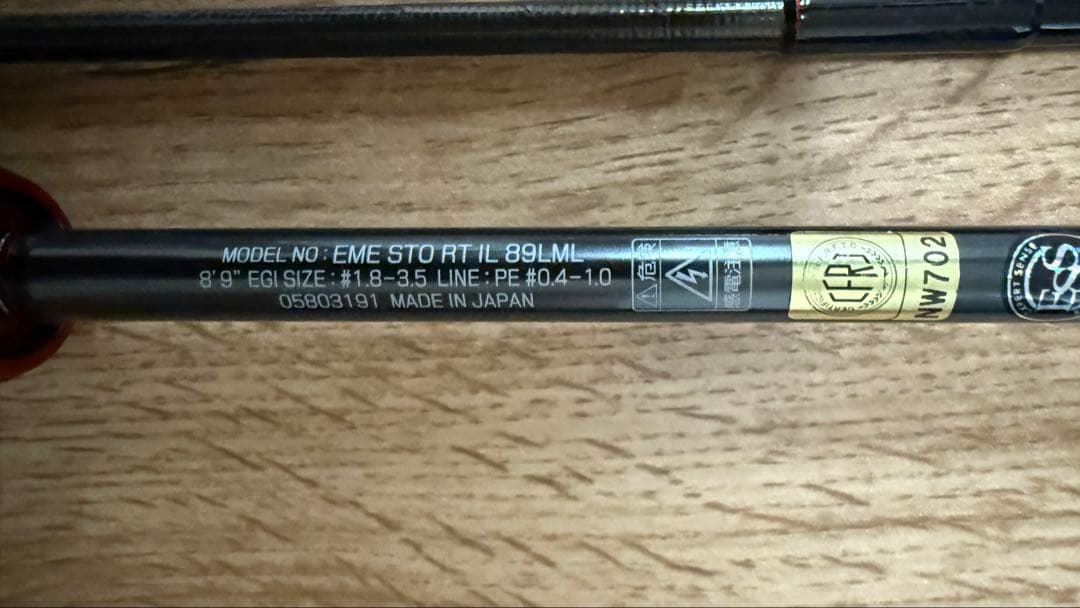 MODEL NO : EME STO RT IL 89LML
8'9" EGI SIZE : #1.8-3.5 LINE : PE #0.4-1.0
05803191 MADE IN JAPAN
危険
感電注意
CERT
NW702